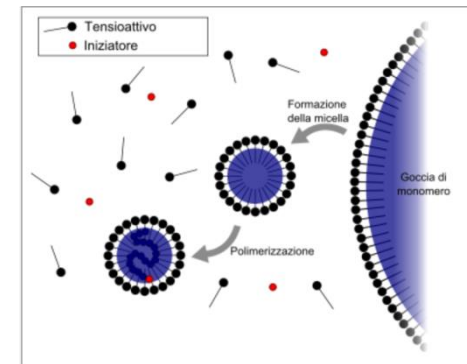 Tensioattivo
Iniziatore
Formazione
della micella
Goccia di
monomero
Polimerizzazione